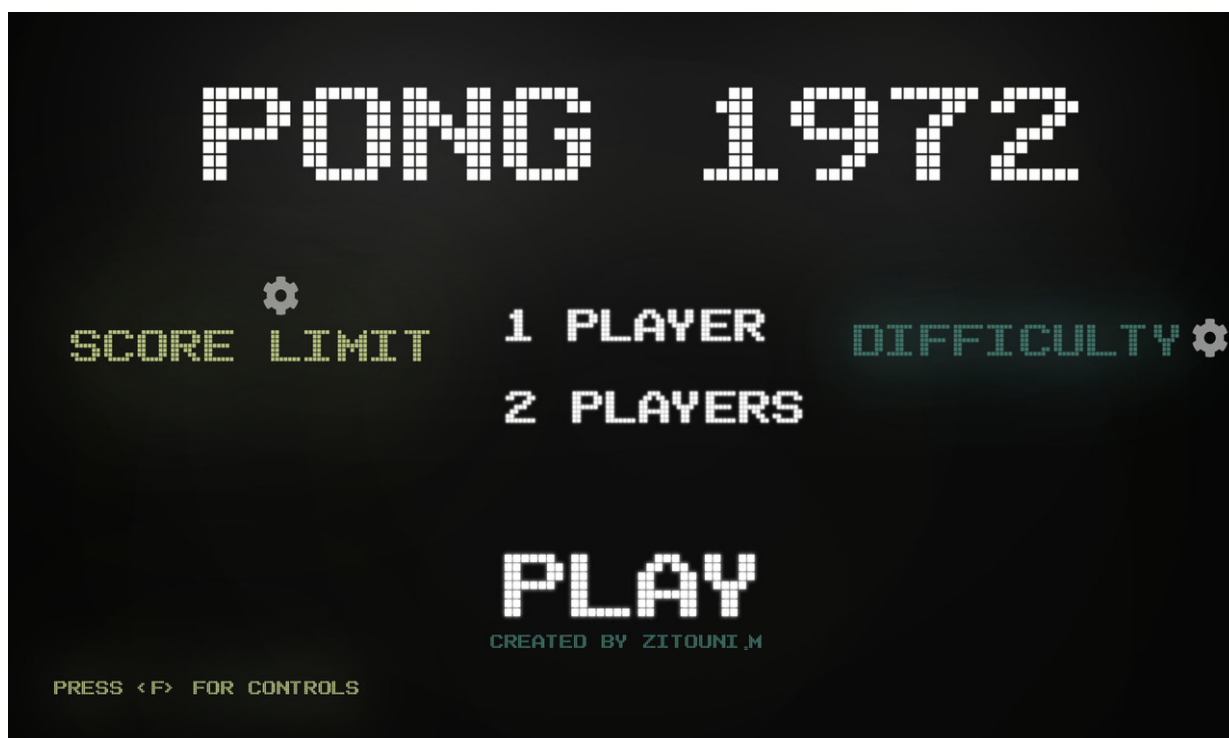 PONG 1972
SCORE LIMIT
1 PLAYER
2 PLAYERS
DIFFICULTY
PLAY
CREATED BY ZITOUNI.M
PRESS <F> FOR CONTROLS